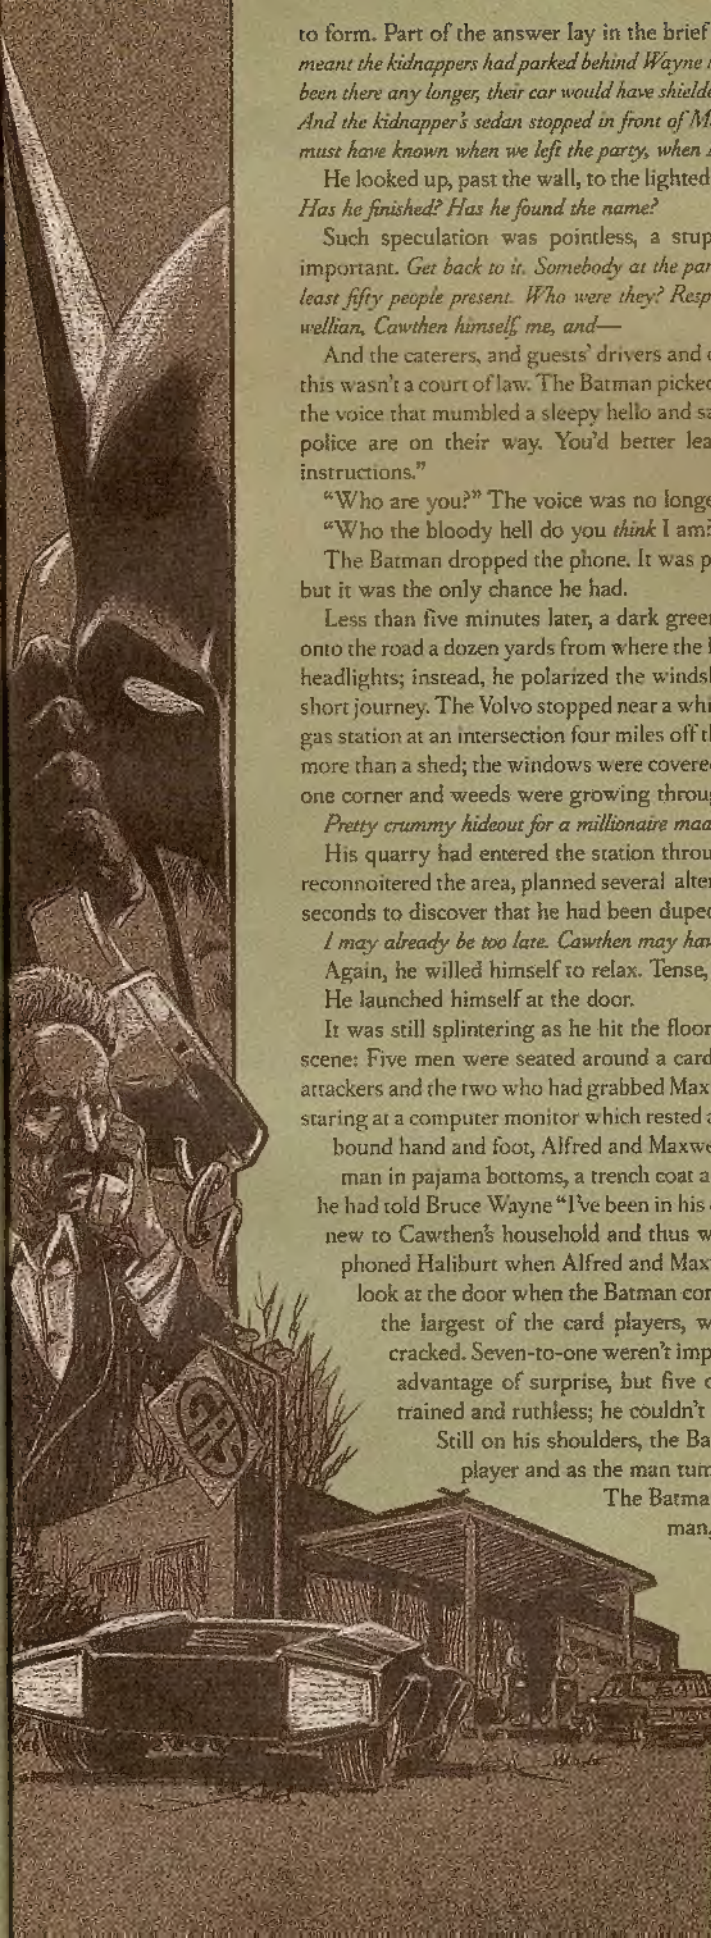 to form. Part of the answer lay in the brief
meant the kidnappers had parked behind Wayne
been there any longer, their car would have shielde
And the kidnapper's sedan stopped in front of M
must have known when we left the party, when
He looked up, past the wall, to the lighted
Has he finished? Has he found the name?
Such speculation was pointless, a stup
important. Get back to it. Somebody at the par
least fifty people present. Who were they? Resp
wellian, Cawthen himself, me, and—
And the caterers, and guests' drivers and
this wasn't a court of law. The Batman picked
the voice that mumbled a sleepy hello and sa
police are on their way. You'd better lea
instructions."
"Who are you?" The voice was no longe
"Who the bloody hell do you think I am?
The Batman dropped the phone. It was p
but it was the only chance he had.
Less than five minutes later, a dark green
onto the road a dozen yards from where the
headlights; instead, he polarized the windsh
short journey. The Volvo stopped near a whi
gas station at an intersection four miles off th
more than a shed; the windows were covered
one corner and weeds were growing throug
Pretty crummy hideout for a millionaire mad
His quarry had entered the station throu
reconnoitered the area, planned several alter
seconds to discover that he had been duped
I may already be too late. Cawthen may hav
Again, he willed himself to relax. Tense,
He launched himself at the door.
It was still splintering as he hit the floor
scene: Five men were seated around a card
attackers and the two who had grabbed Max
staring at a computer monitor which rested a
bound hand and foot, Alfred and Maxwe
man in pajama bottoms, a trench coat a
he had told Bruce Wayne "I've been in his
new to Cawthen's household and thus w
phoned Haliburt when Alfred and Max
look at the door when the Batman con
the largest of the card players, w
cracked. Seven-to-one weren't imp
advantage of surprise, but five o
trained and ruthless; he couldn't
Still on his shoulders, the Ba
player and as the man turn
The Batma
man,
GAS